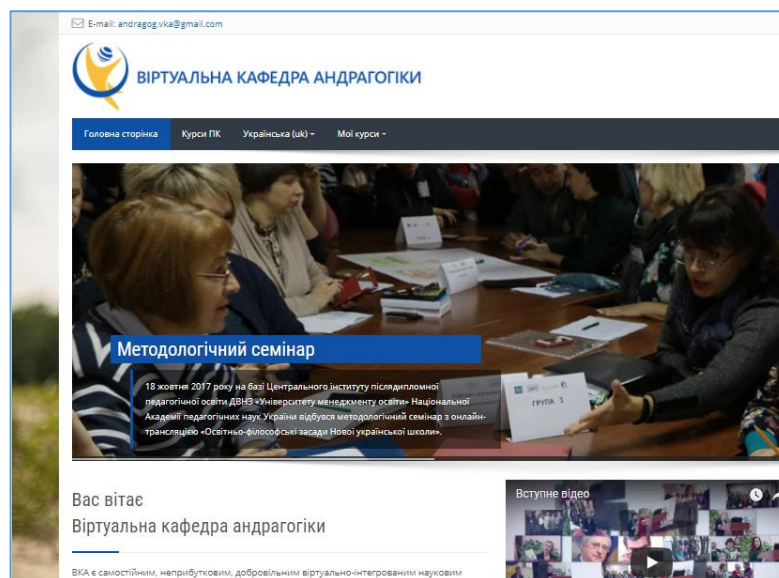 E-mail: andragog.vka@gmail.com
ВІРТУАЛЬНА КАФЕДРА АНДРАГОГІКИ
Головна сторінка Курси ПК Українська (uk) Мої курси
ГРУПА 3
Методологічний семінар
18 жовтня 2017 року на базі Центрального інституту післядипломної
педагогічної освіти ДВНЗ «Університету менеджменту освіти» Національної
Академії педагогічних наук України відбувся методологічний семінар з онлайн-
трансляцією «Освітньо-філософські засади Нової української школи».
Вас вітає
Віртуальна кафедра андрагогіки
Вступне відео
ВКА є самостійним, неприбутковим, добровільним віртуально-інтегрованим науковим